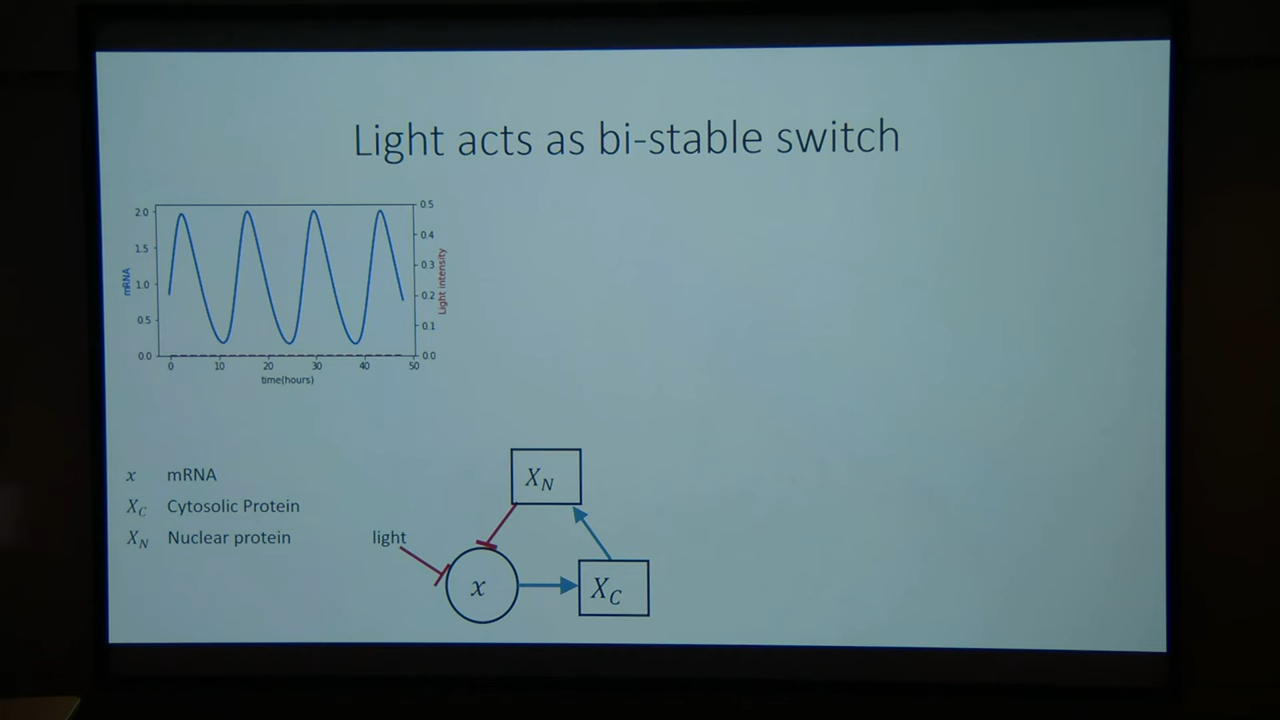 Light acts as bi-stable switch
2.0
1.5
1.0
0.5
0.0
mRNA
0.5
0.4
0.3
0.2
0.1
0.0
Light intensity
0 10 20 30 40 50
time(hours)
x mRNA
X_C Cytosolic Protein
X_N Nuclear protein
light
X_N
x
X_C